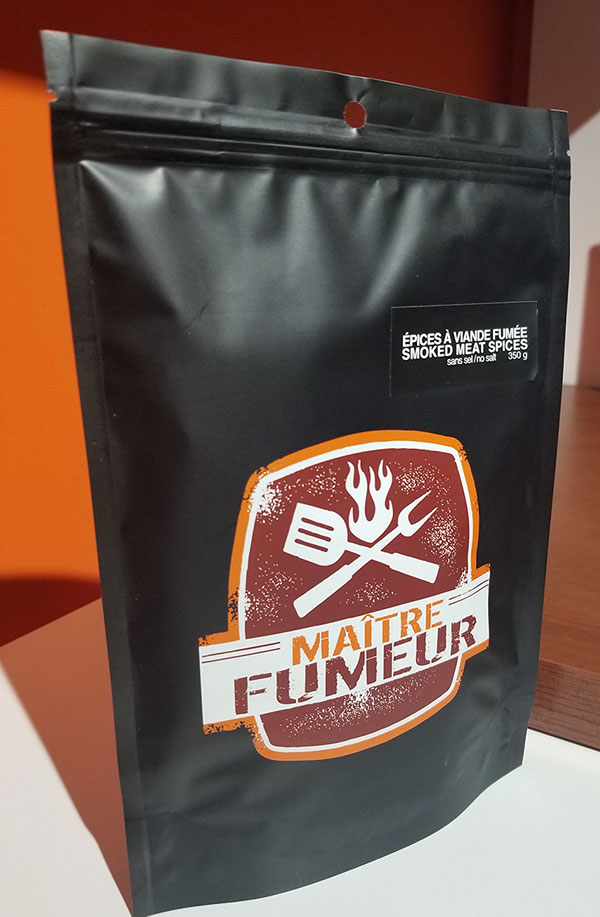 ÉPICES À VIANDE FUMÉE
SMOKED MEAT SPICES
sans sel/no salt 350 g
MAÎTRE
FUMEUR